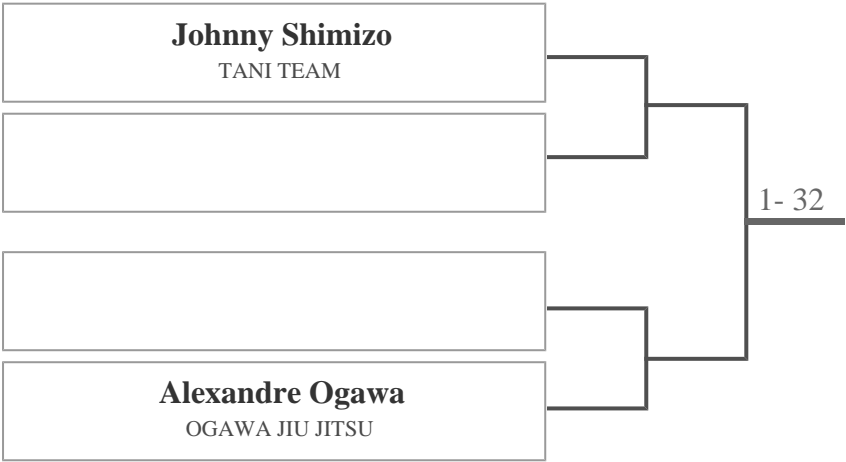 Johnny Shimizo
TANI TEAM
1- 32
Alexandre Ogawa
OGAWA JIU JITSU